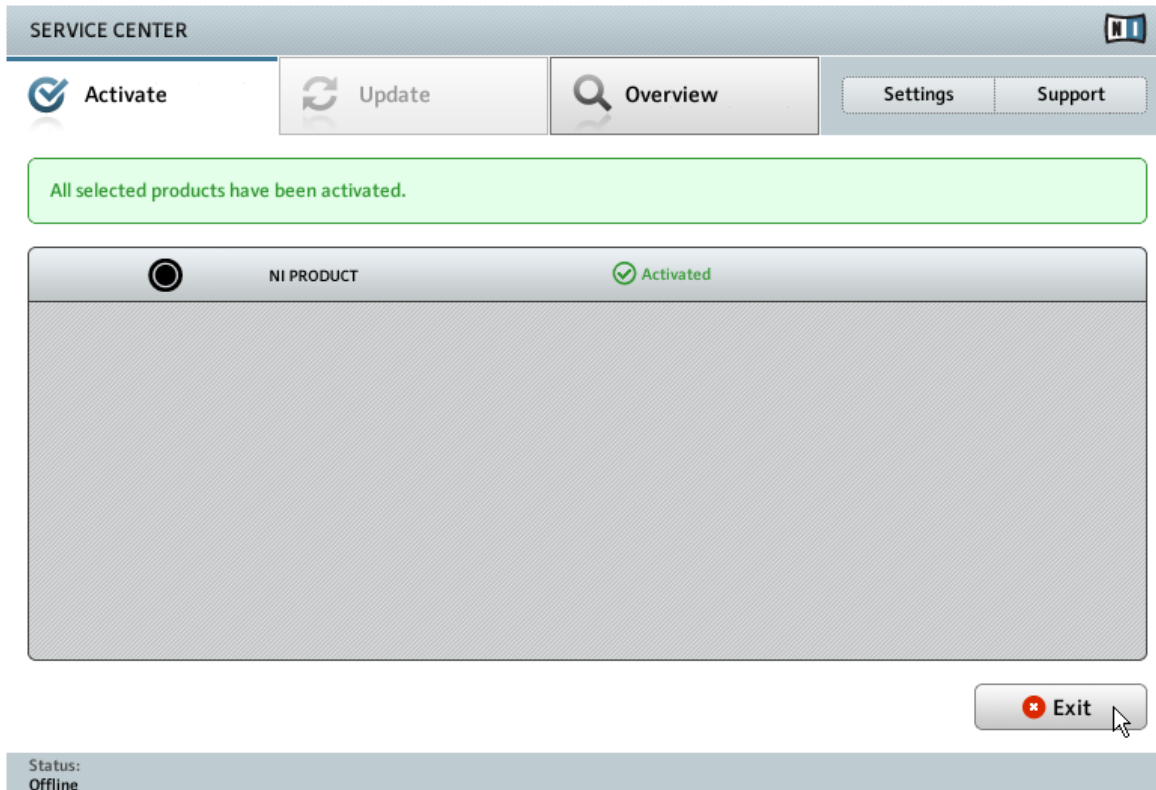 SERVICE CENTER
NI
Activate
Update
Overview
Settings
Support
All selected products have been activated.
NI PRODUCT
Activated
Exit
Status:
Offline